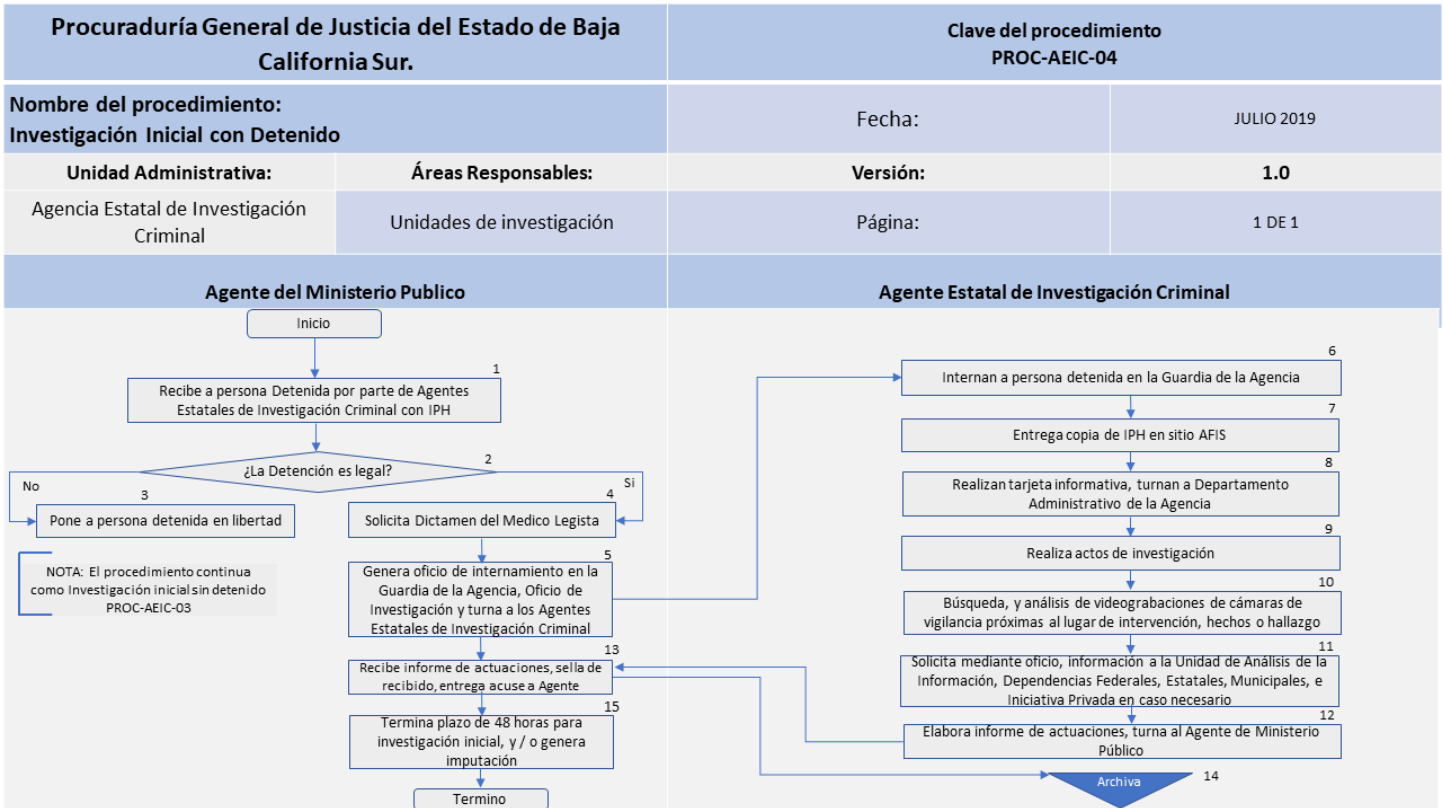 Procuraduría General de Justicia del Estado de Baja
California Sur.
Clave del procedimiento
PROC-AEIC-04
Nombre del procedimiento:
Investigación Inicial con Detenido
Fecha:
JULIO 2019
Unidad Administrativa:
Áreas Responsables:
Versión:
1.0
Agencia Estatal de Investigación
Criminal
Unidades de investigación
Página:
1 DE 1
Agente del Ministerio Publico
Agente Estatal de Investigación Criminal
Inicio
1
Recibe a persona Detenida por parte de Agentes
Estatales de Investigación Criminal con IPH
2
¿La Detención es legal?
No
Si
3
Pone a persona detenida en libertad
NOTA: El procedimiento continua
como Investigación inicial sin detenido
PROC-AEIC-03
4
Solicita Dictamen del Medico Legista
5
Genera oficio de internamiento en la
Guardia de la Agencia, Oficio de
Investigación y turna a los Agentes
Estatales de Investigación Criminal
6
Internan a persona detenida en la Guardia de la Agencia
7
Entrega copia de IPH en sitio AFIS
8
Realizan tarjeta informativa, turnan a Departamento
Administrativo de la Agencia
9
Realiza actos de investigación
10
Búsqueda, y análisis de videograbaciones de cámaras de
vigilancia próximas al lugar de intervención, hechos o hallazgo
11
Solicita mediante oficio, información a la Unidad de Análisis de la
Información, Dependencias Federales, Estatales, Municipales, e
Iniciativa Privada en caso necesario
12
Elabora informe de actuaciones, turna al Agente de Ministerio
Público
13
Recibe informe de actuaciones, sella de
recibido, entrega acuse a Agente
14
Archiva
15
Termina plazo de 48 horas para
investigación inicial, y / o genera
imputación
Termino